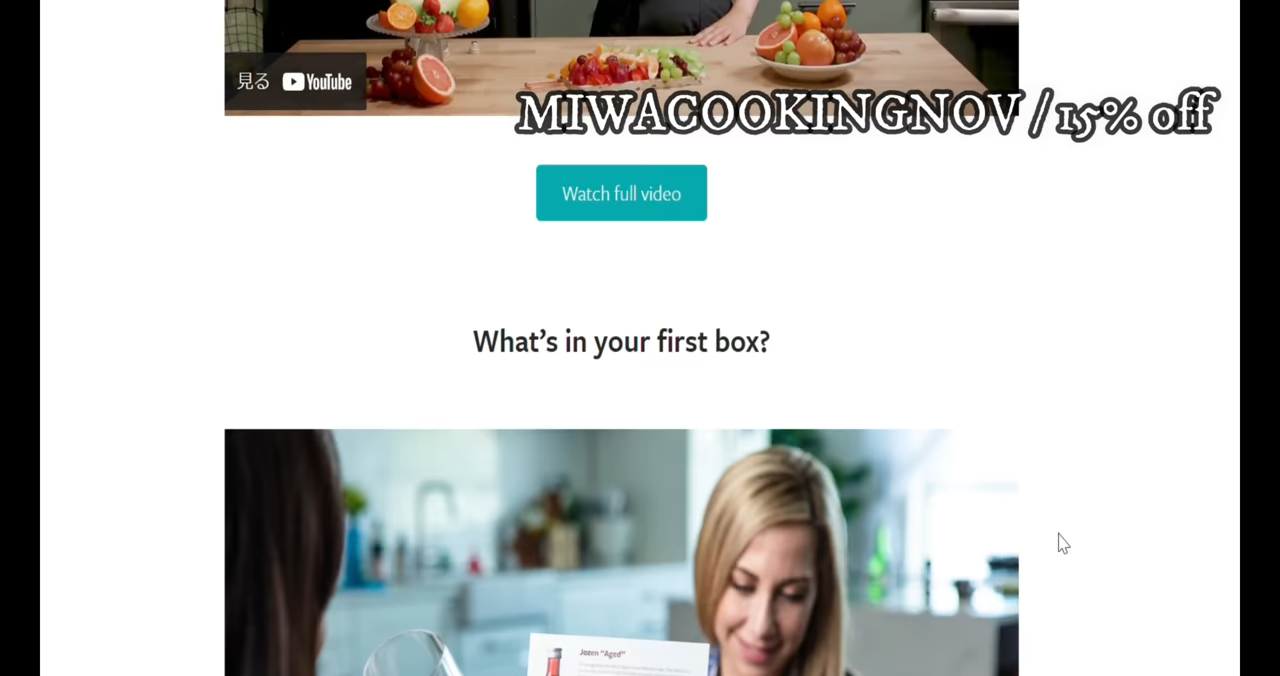 見る YouTube
MIWACOOKINGNOV / 15% off
Watch full video
What's in your first box?
Jozen "Aged"